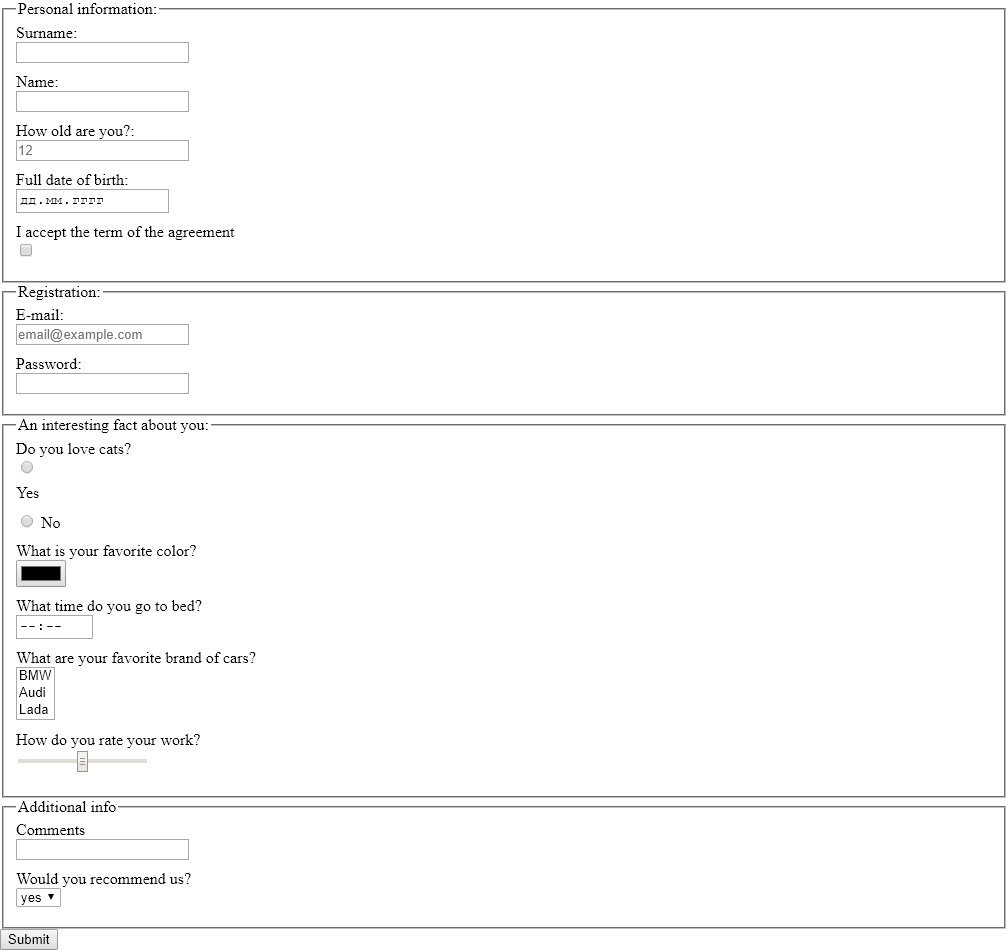 Personal information:
Surname:
Name:
How old are you?:
12
Full date of birth:
дд.мм.гггг
I accept the term of the agreement
Registration:
E-mail:
email@example.com
Password:
An interesting fact about you:
Do you love cats?
Yes
No
What is your favorite color?
What time do you go to bed?
--:--
What are your favorite brand of cars?
BMW
Audi
Lada
How do you rate your work?
Additional info
Comments
Would you recommend us?
yes
Submit